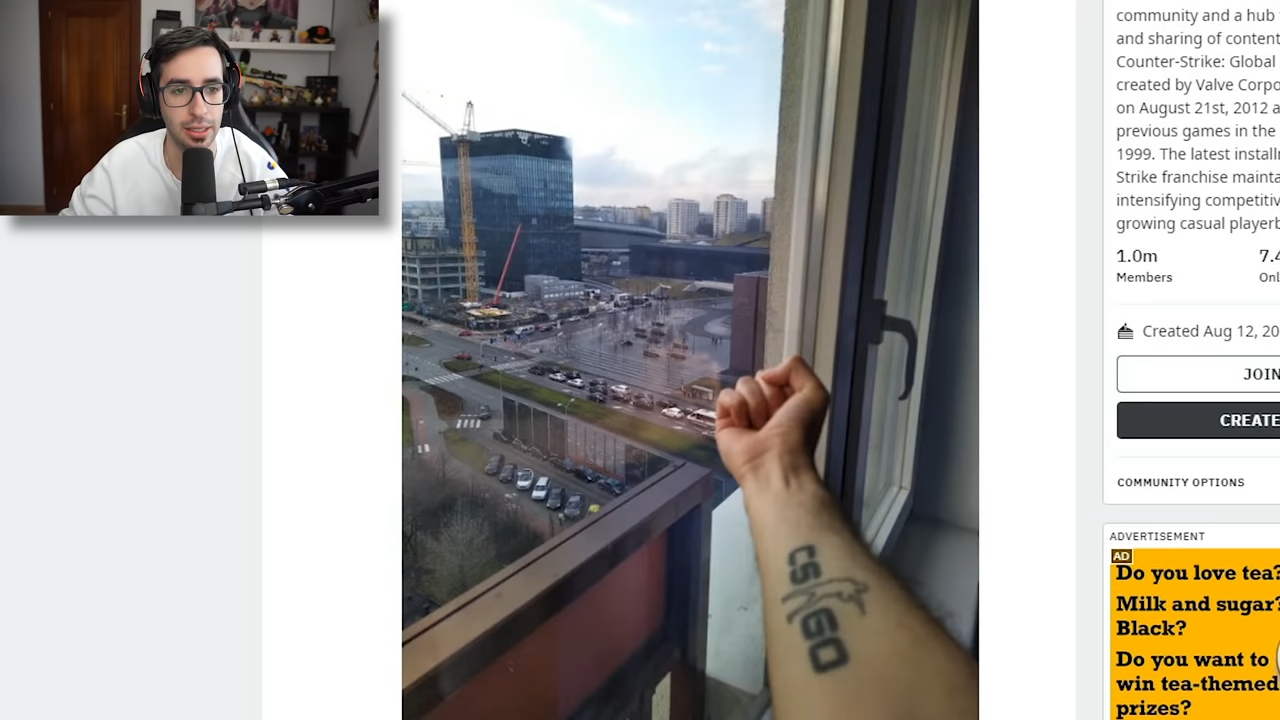 community and a hub
and sharing of content
Counter-Strike: Global
created by Valve Corpo
on August 21st, 2012 a
previous games in the
1999. The latest install
Strike franchise mainta
intensifying competitiv
growing casual playerb
1.0m
7.4
Members
Onl
Created Aug 12, 20
JOIN
CREATE
COMMUNITY OPTIONS
ADVERTISEMENT
AD
Do you love tea?
Milk and sugar?
Black?
Do you want to
win tea-themed
prizes?
CS
GO